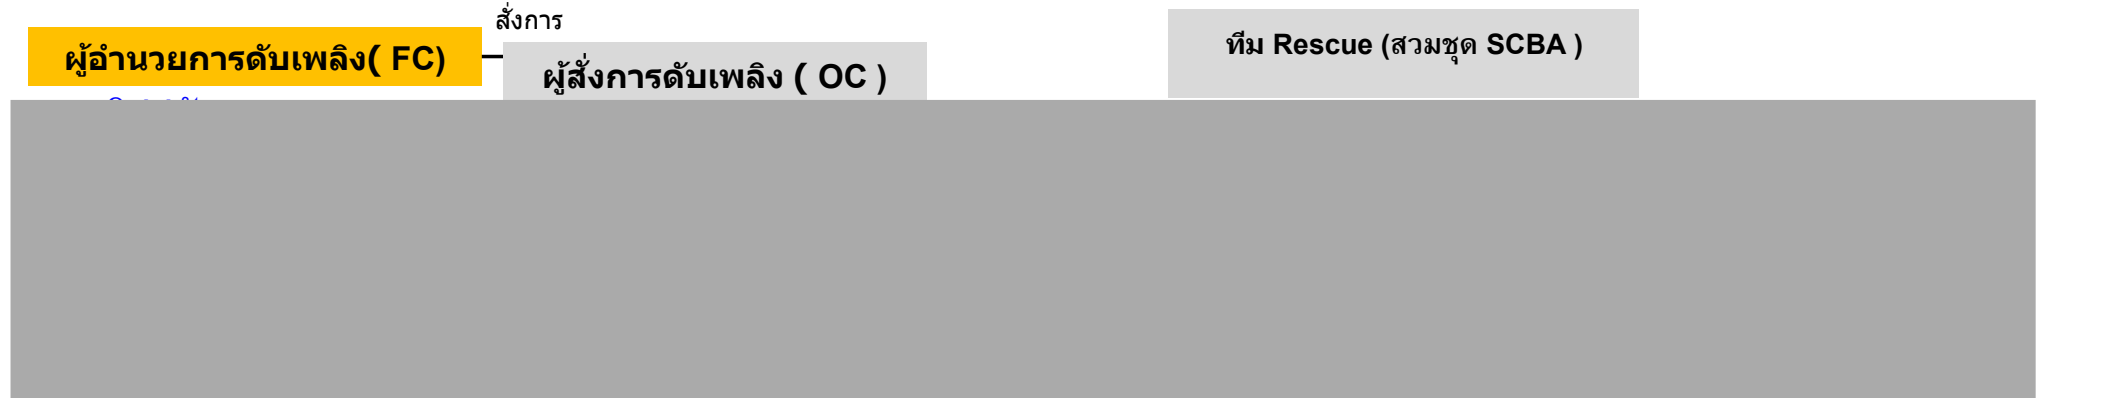 สั่งการ
ผู้อำนวยการดับเพลิง( FC)
ผู้สั่งการดับเพลิง ( OC )
ทีม Rescue (สวมชุด SCBA )